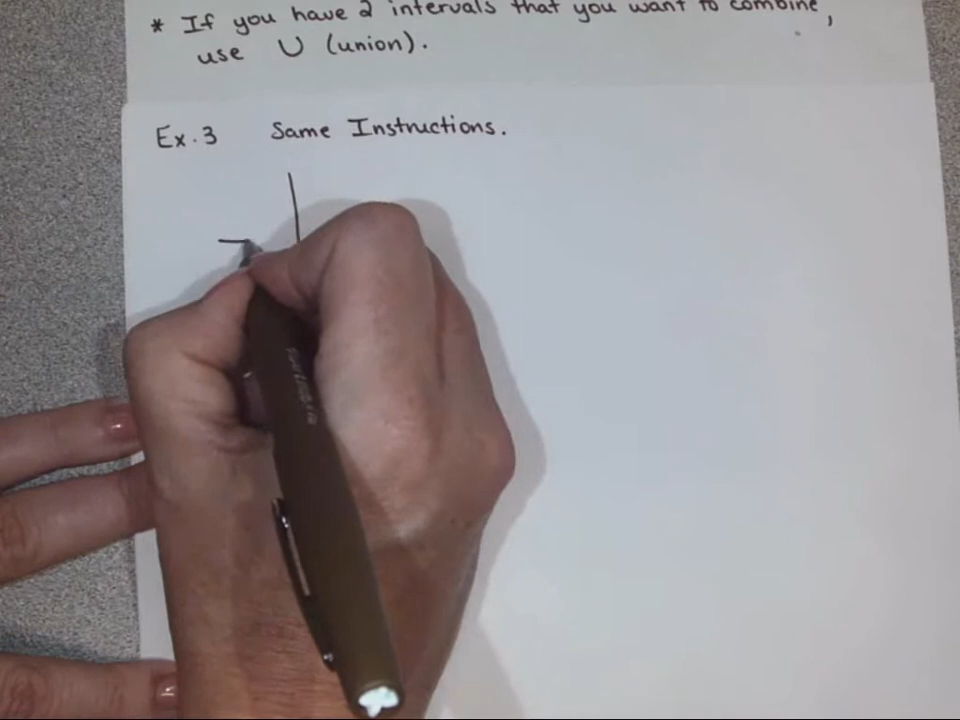 * If you have 2 intervals that you want to combine,
use ∪ (union).
Ex. 3 Same Instructions.